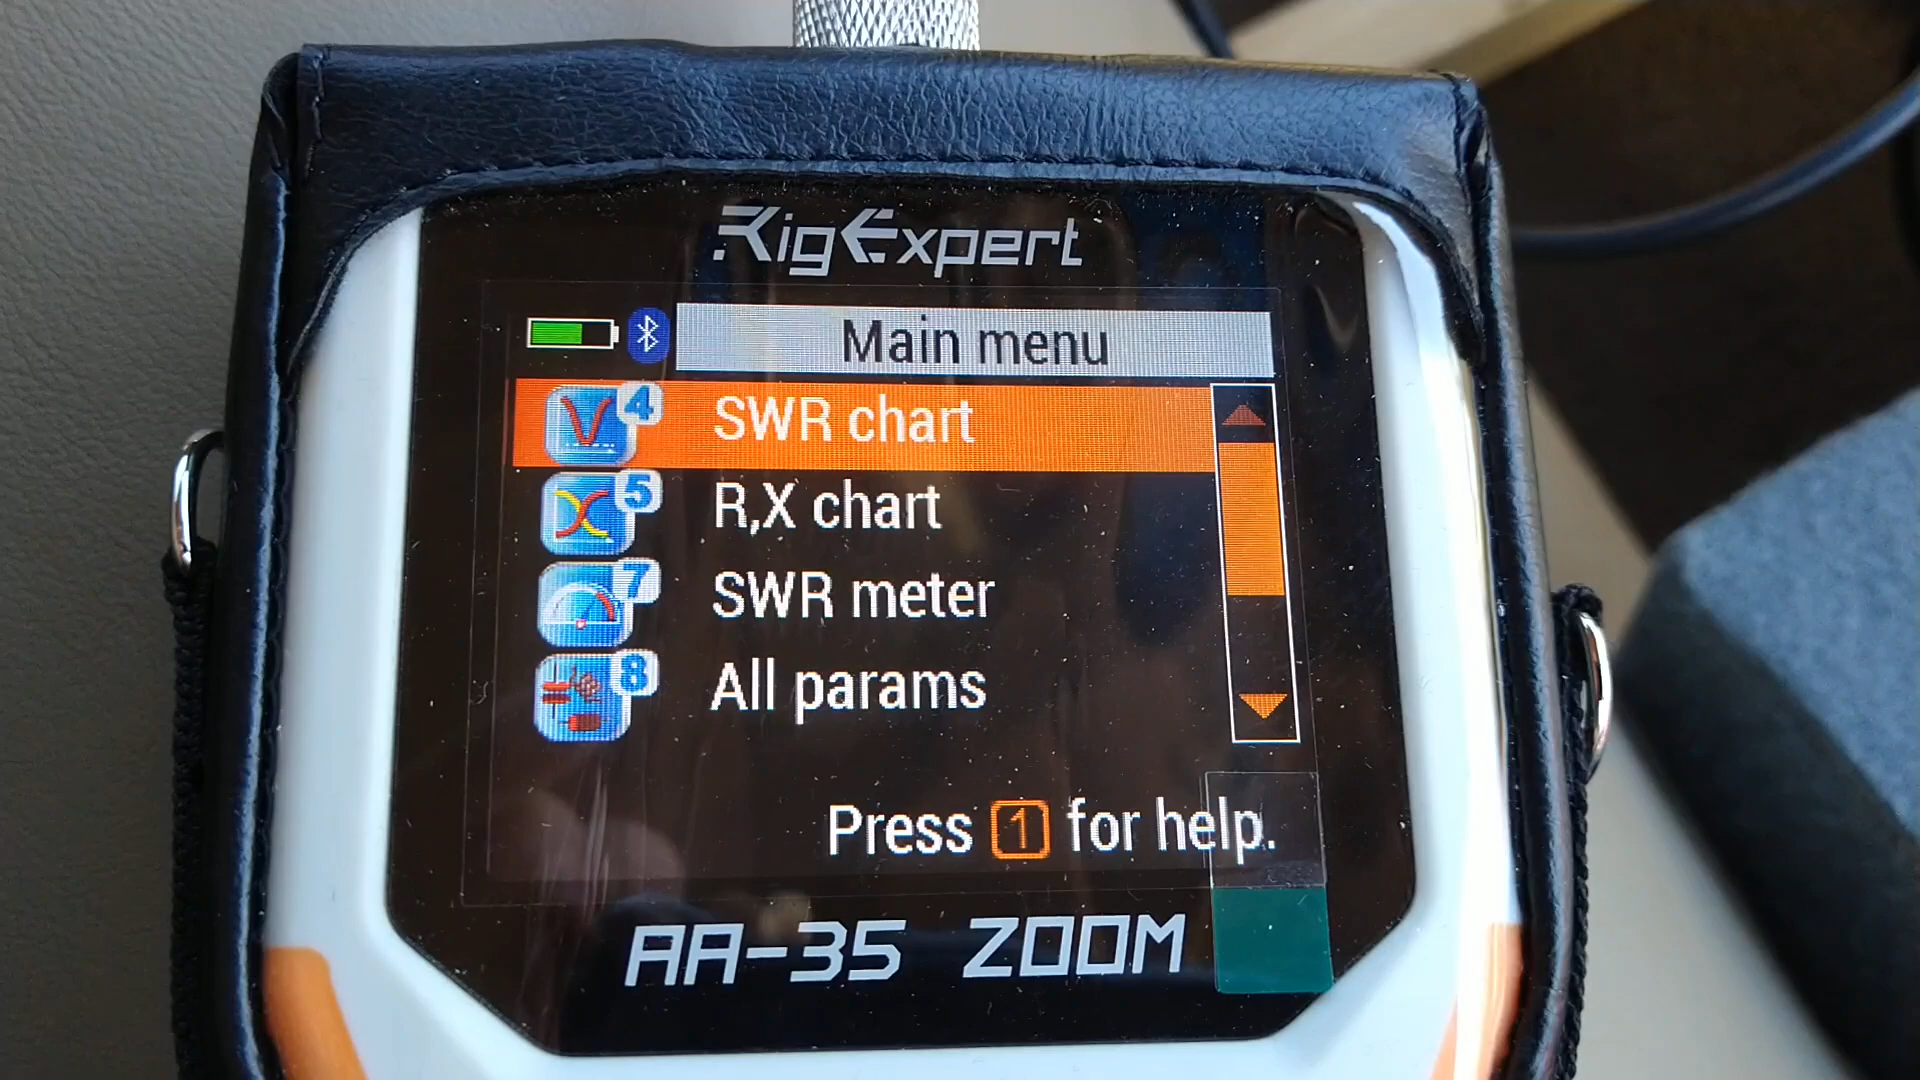 RigExpert
Main menu
4 SWR chart
5 R,X chart
7 SWR meter
8 All params
Press 1 for help.
AA-35 ZOOM